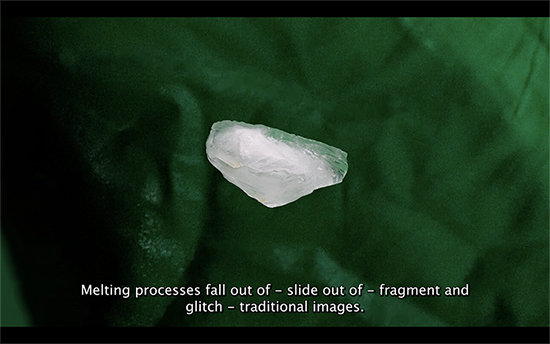 Melting processes fall out of – slide out of – fragment and
glitch – traditional images.